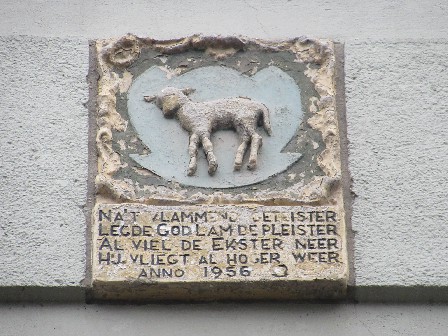 NA'T VLAMMEND GETEISTER
LEGDE GOD LAM DE PLEISTER
AL VIEL DE EKSTER NEER
HIJ VLIEGT AL HOGER WEER
ANNO 1956